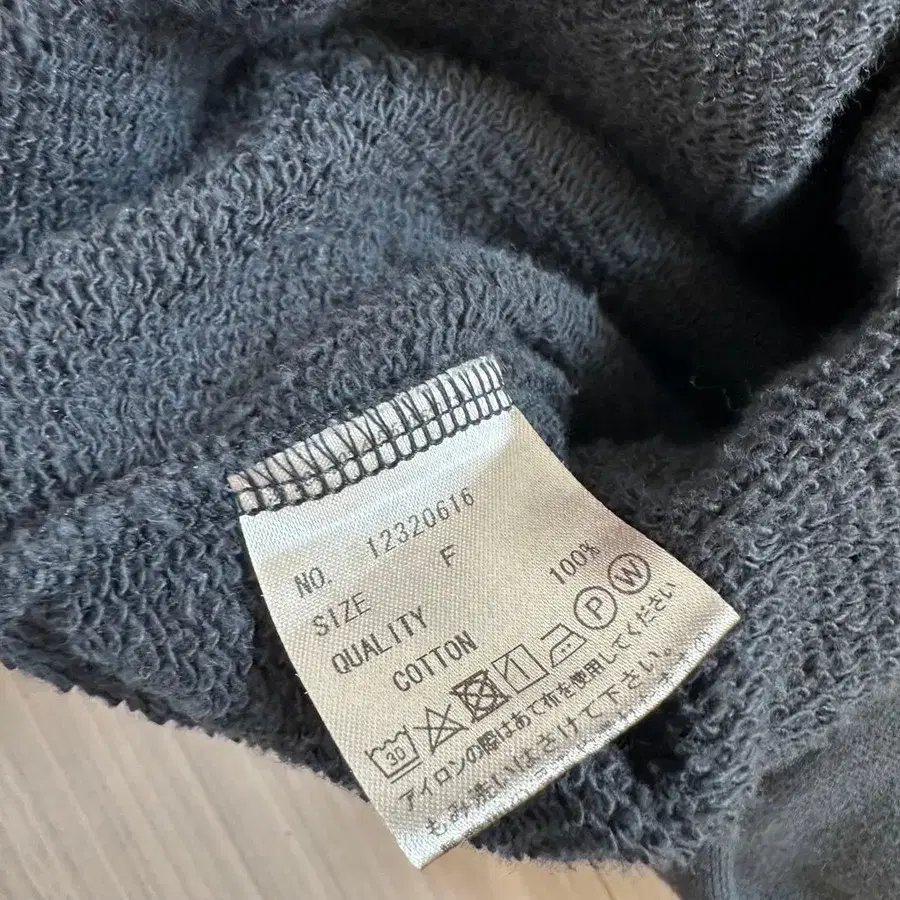 NO. 12320616
SIZE F
QUALITY
COTTON 100%
30 P W
アイロンの際はあて布を使用してください
もみ洗いはさけて下さい。